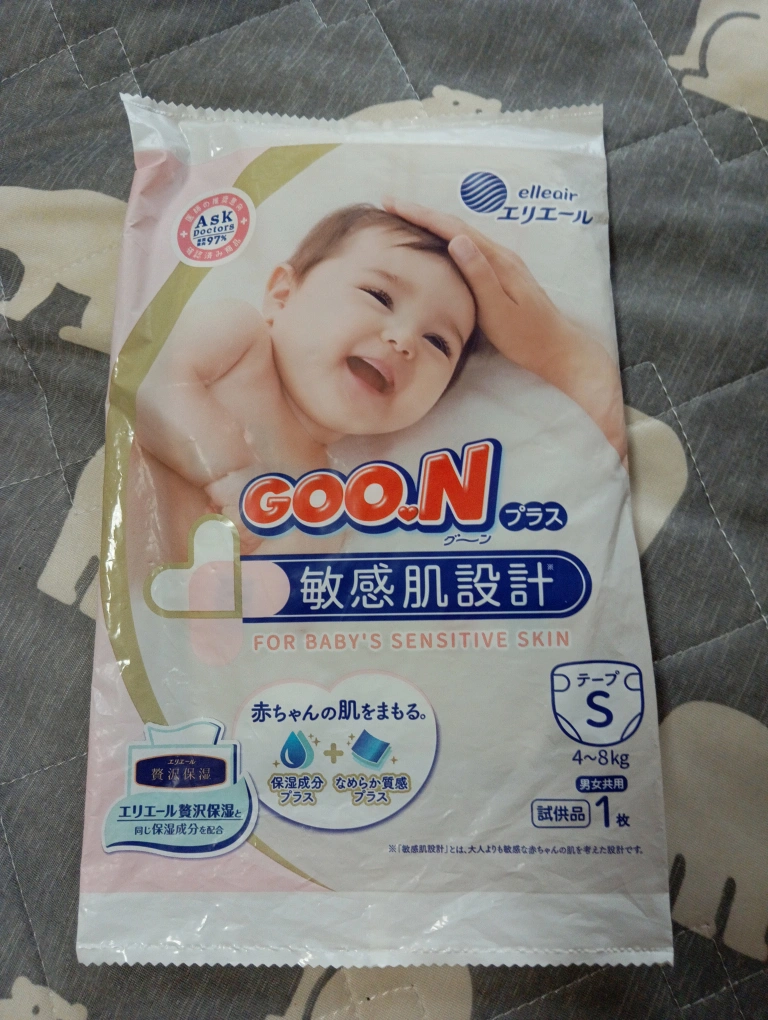 Ask
Doctors
97%
elleair
エリエール
GOO.N
プラス
グ〜ン
敏感肌設計※
FOR BABY'S SENSITIVE SKIN
赤ちゃんの肌をまもる。
保湿成分
プラス
+
なめらか質感
プラス
テープ
S
4〜8kg
男女共用
試供品 1枚
エリエール
贅沢保湿
エリエール贅沢保湿と
同じ保湿成分を配合
※「敏感肌設計」とは、大人よりも敏感な赤ちゃんの肌を考えた設計です。